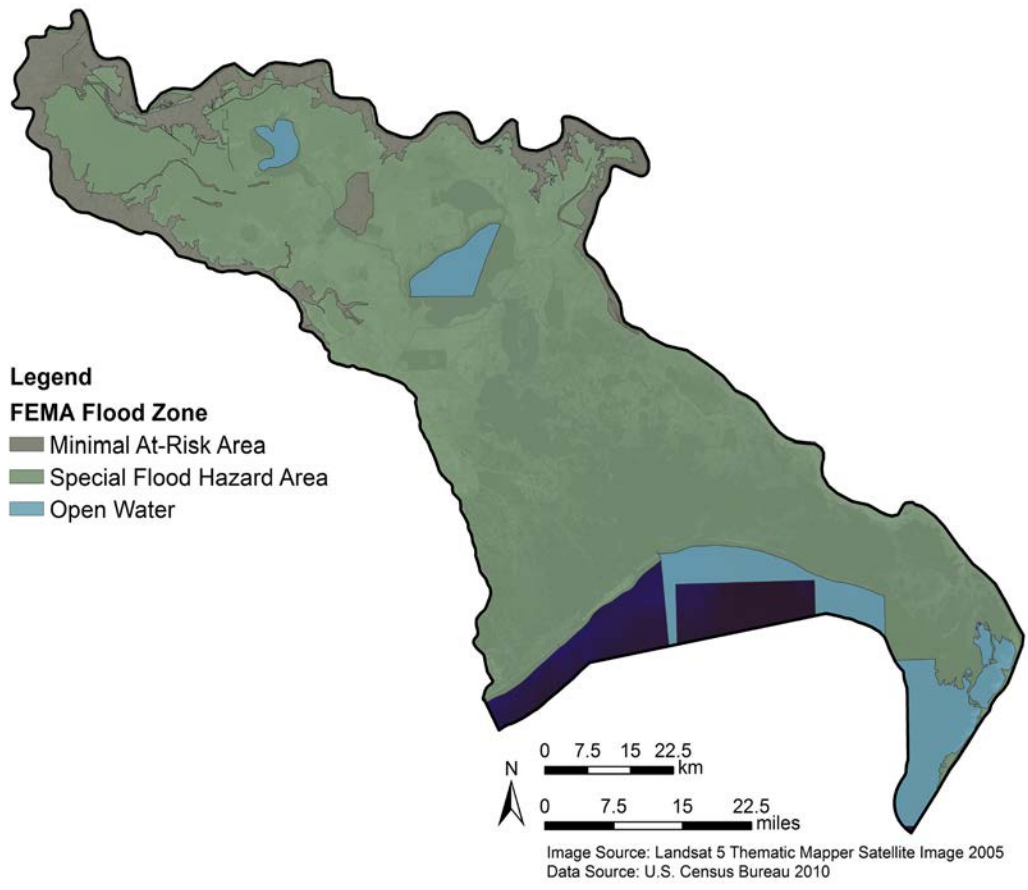 Legend
FEMA Flood Zone
Minimal At-Risk Area
Special Flood Hazard Area
Open Water
N
0 7.5 15 22.5
km
0 7.5 15 22.5
miles
Image Source: Landsat 5 Thematic Mapper Satellite Image 2005
Data Source: U.S. Census Bureau 2010